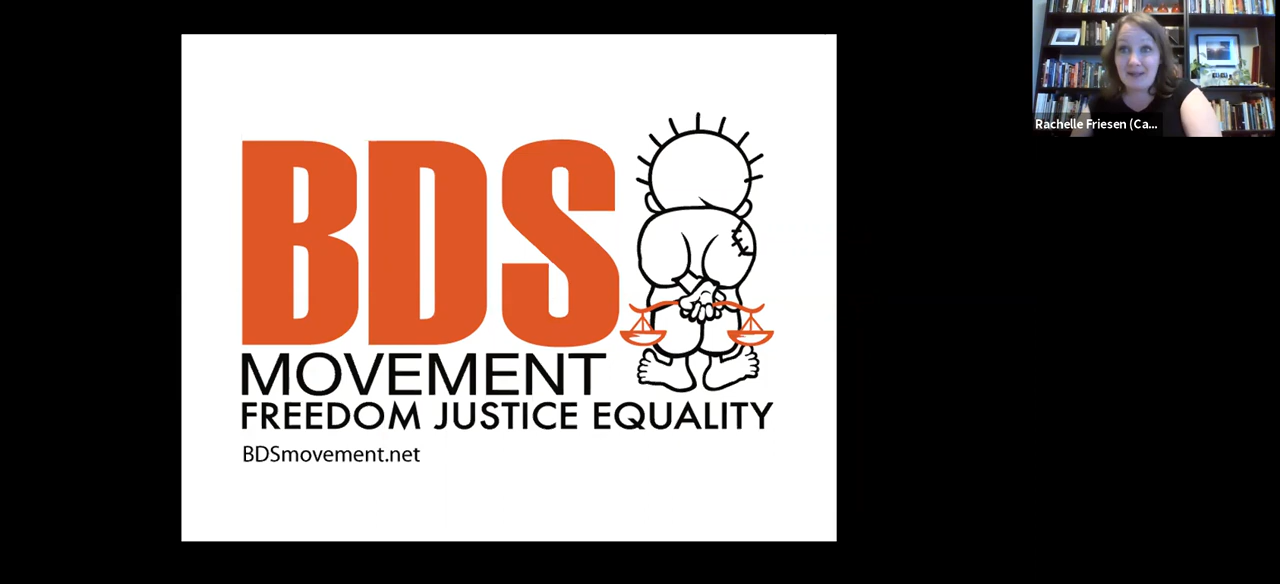 BDS
MOVEMENT
FREEDOM JUSTICE EQUALITY
BDSmovement.net
Rachelle Friesen (Ca...